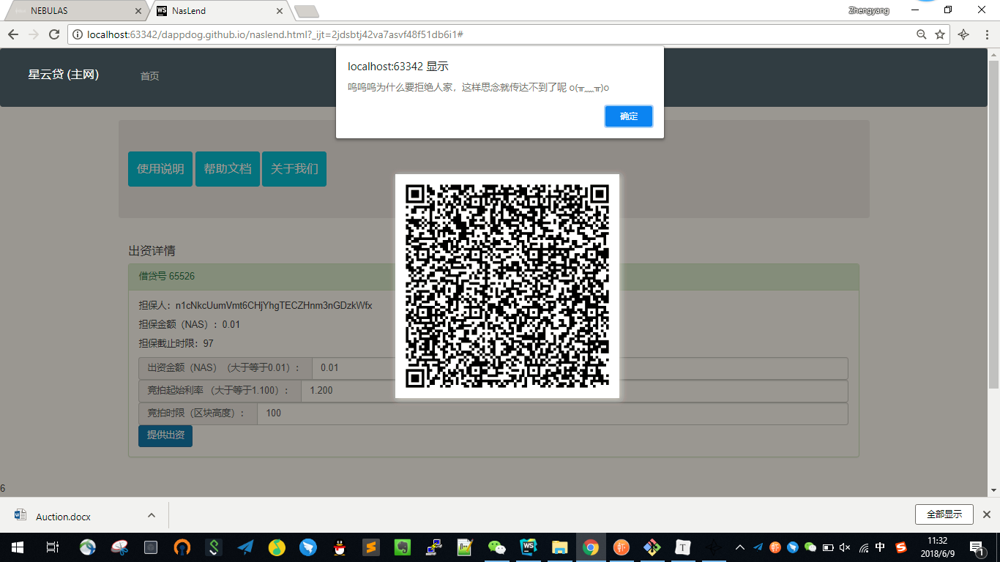 NEBULAS
NasLend
Zhengyang
localhost:63342/dappdog.github.io/naslend.html?_ijt=2jdsbtj42va7asvf48f51db6i1#
星云贷 (主网)
首页
localhost:63342 显示
呜呜呜为什么要拒绝人家，这样思念就传达不到了呢 o(╥﹏╥)o
确定
使用说明
帮助文档
关于我们
出资详情
借贷号 65526
担保人：n1cNkcUumVmt6CHjYhgTECZHnm3nGDzkWfx
担保金额（NAS）：0.01
担保截止时限：97
出资金额（NAS）（大于等于0.01）： 0.01
竞拍起始利率 （大于等于1.100）： 1.200
竞拍时限（区块高度）： 100
提供出资
6
Auction.docx
全部显示
WS
T
中
11:32
2018/6/9
1